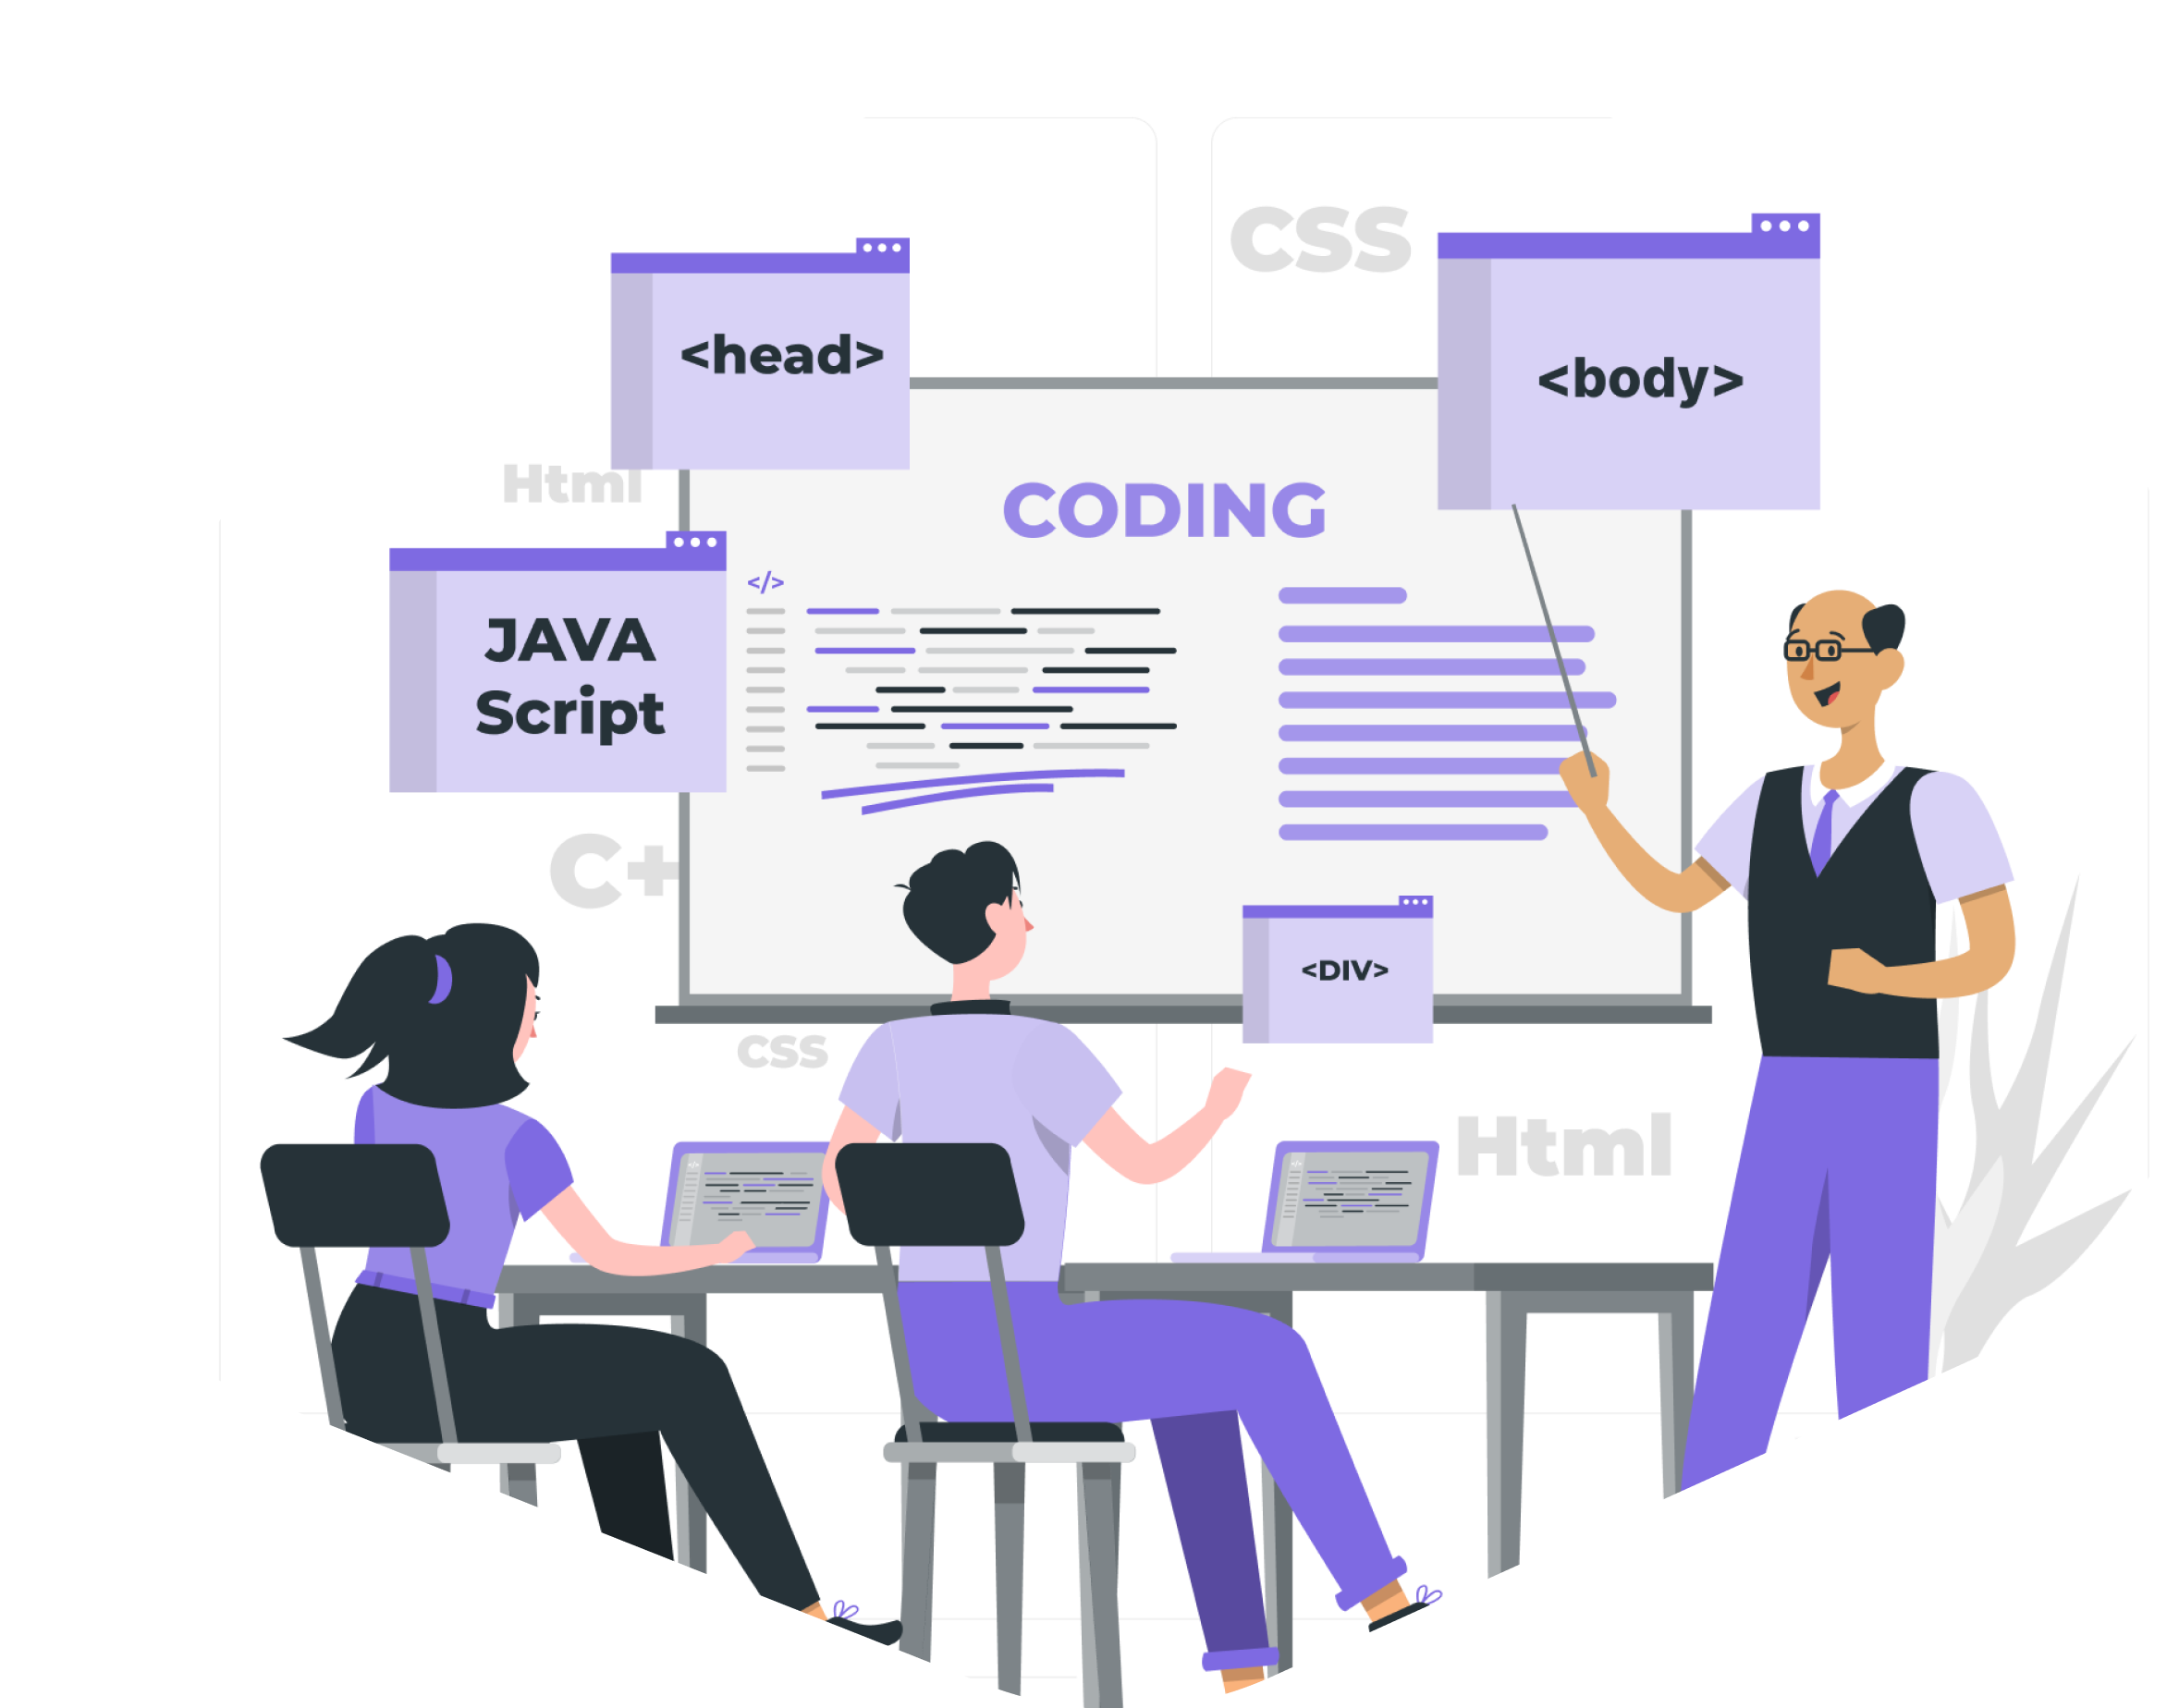 CSS
<head>
<body>
Html
CODING
</>
JAVA
Script
C+
<DIV>
css
Html